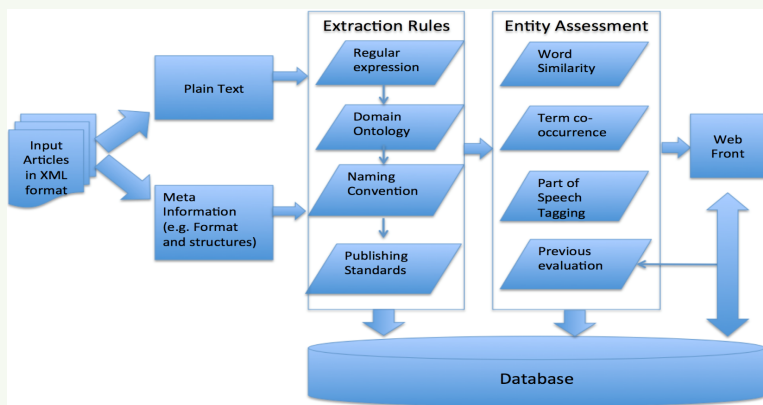 Extraction Rules
Entity Assessment
Input
Articles
in XML
format
Plain Text
Meta
Information
(e.g. Format
and structures)
Regular
expression
Domain
Ontology
Naming
Convention
Publishing
Standards
Word
Similarity
Term co-
occurrence
Part of
Speech
Tagging
Previous
evaluation
Web
Front
Database